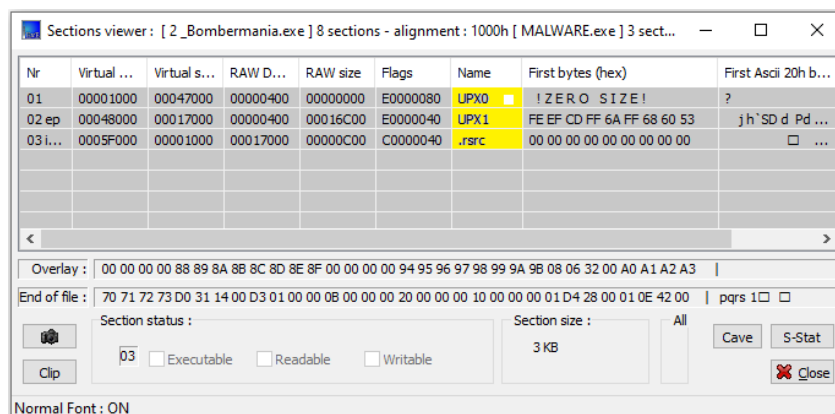 Sections viewer : [ 2 _Bombermania.exe ] 8 sections - alignment : 1000h [ MALWARE.exe ] 3 sect...
Nr Virtual ... Virtual s... RAW D... RAW size Flags Name First bytes (hex) First Ascii 20h b...
01 00001000 00047000 00000400 00000000 E0000080 UPX0 ! ZERO SIZE ! ?
02 ep 00048000 00017000 00000400 00016C00 E0000040 UPX1 FE EF CD FF 6A FF 68 60 53 jh`SD d Pd ...
03 i... 0005F000 00001000 00017000 00000C00 C0000040 .rsrc 00 00 00 00 00 00 00 00 00 ...
Overlay : 00 00 00 00 88 89 8A 8B 8C 8D 8E 8F 00 00 00 00 94 95 96 97 98 99 9A 9B 08 06 32 00 A0 A1 A2 A3 |
End of file : 70 71 72 73 D0 31 14 00 D3 01 00 00 0B 00 00 00 20 00 00 00 10 00 00 00 01 D4 28 00 01 0E 42 00 | pqrs 1
Section status : Section size : All
03 Executable Readable Writable 3 KB Cave S-Stat
Clip Close
Normal Font : ON